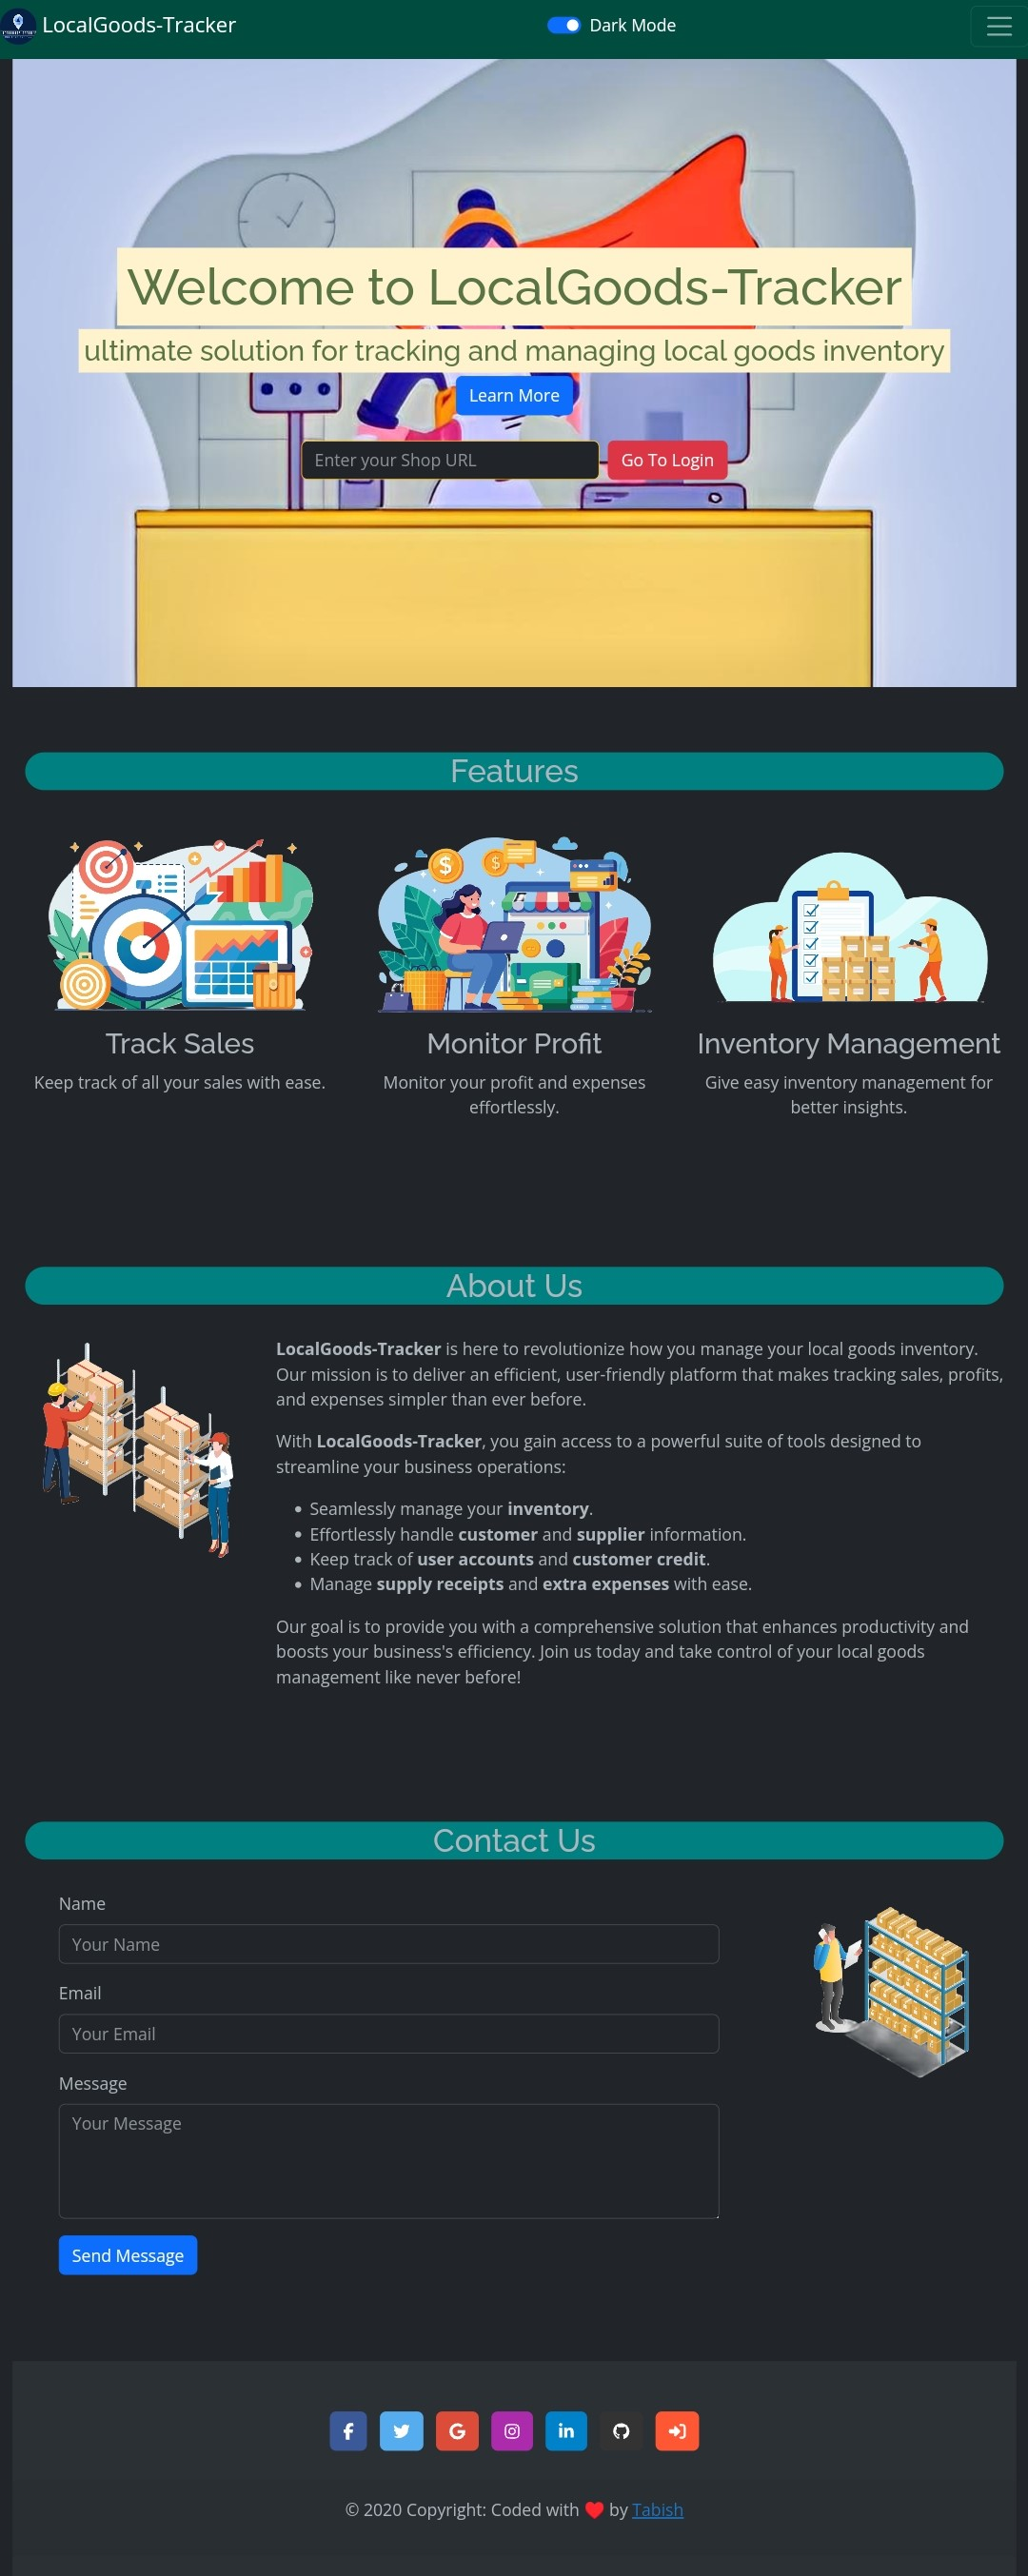 LocalGoods-Tracker
Dark Mode
Welcome to LocalGoods-Tracker
ultimate solution for tracking and managing local goods inventory
Learn More
Enter your Shop URL
Go To Login
Features
Track Sales
Keep track of all your sales with ease.
Monitor Profit
Monitor your profit and expenses
effortlessly.
Inventory Management
Give easy inventory management for
better insights.
About Us
LocalGoods-Tracker is here to revolutionize how you manage your local goods inventory.
Our mission is to deliver an efficient, user-friendly platform that makes tracking sales, profits,
and expenses simpler than ever before.
With LocalGoods-Tracker, you gain access to a powerful suite of tools designed to
streamline your business operations:
• Seamlessly manage your inventory.
• Effortlessly handle customer and supplier information.
• Keep track of user accounts and customer credit.
• Manage supply receipts and extra expenses with ease.
Our goal is to provide you with a comprehensive solution that enhances productivity and
boosts your business's efficiency. Join us today and take control of your local goods
management like never before!
Contact Us
Name
Your Name
Email
Your Email
Message
Your Message
Send Message
© 2020 Copyright: Coded with ❤️ by Tabish